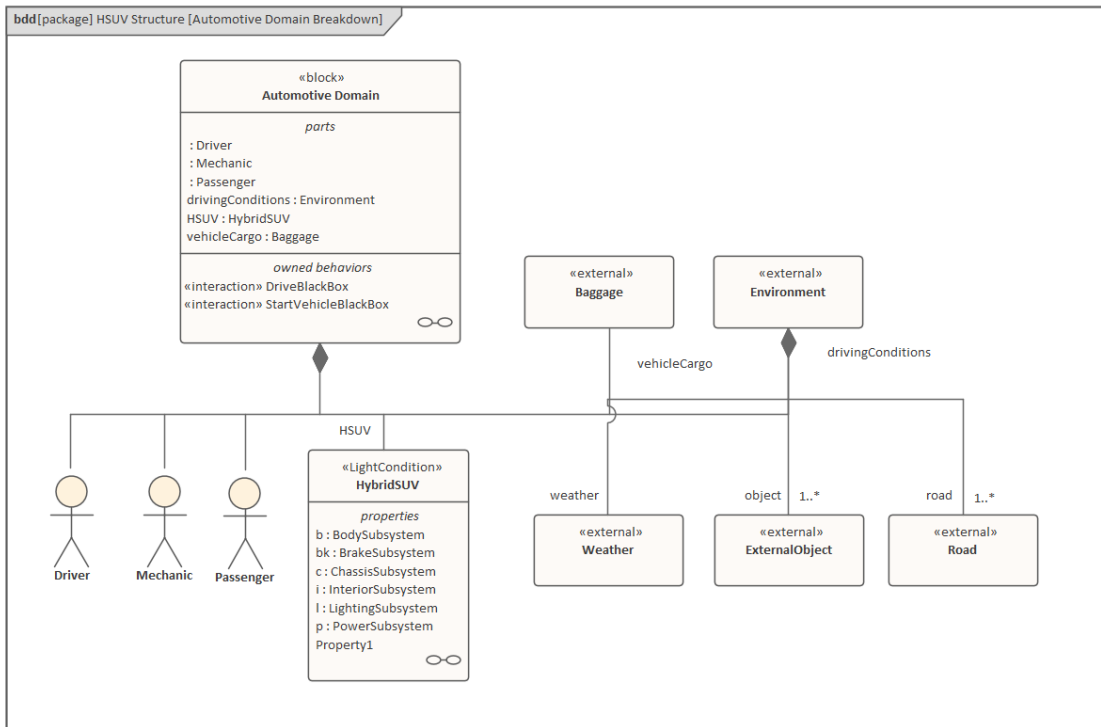 bdd[package] HSUV Structure [Automotive Domain Breakdown]
«block»
Automotive Domain
parts
: Driver
: Mechanic
: Passenger
drivingConditions : Environment
HSUV : HybridSUV
vehicleCargo : Baggage
owned behaviors
«interaction» DriveBlackBox
«interaction» StartVehicleBlackBox
«external»
Baggage
«external»
Environment
vehicleCargo
drivingConditions
HSUV
Driver
Mechanic
Passenger
«LightCondition»
HybridSUV
properties
b : BodySubsystem
bk : BrakeSubsystem
c : ChassisSubsystem
i : InteriorSubsystem
l : LightingSubsystem
p : PowerSubsystem
Property1
weather
object
1..*
road
1..*
«external»
Weather
«external»
ExternalObject
«external»
Road